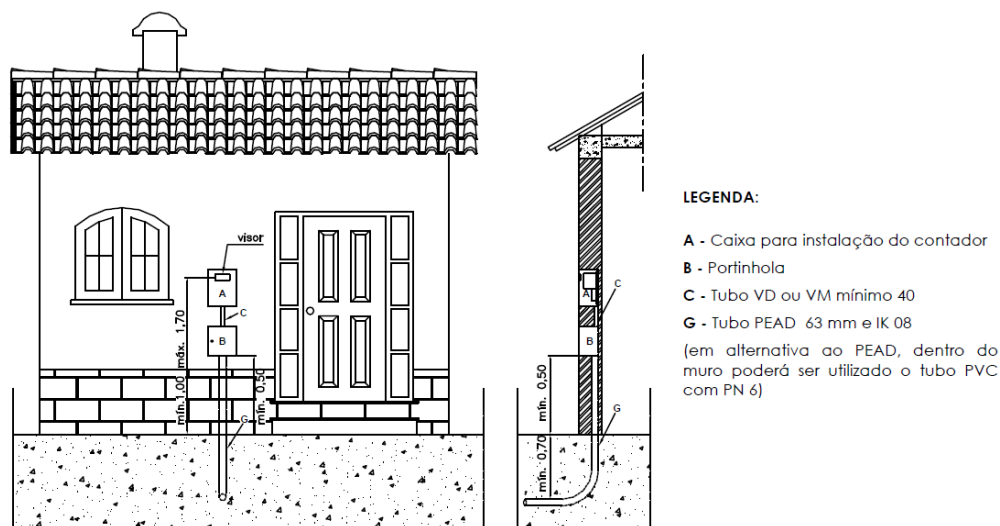 visor
A
C
B
mín.1,00 máx. 1,70
mín. 0,50
G
A
C
B
mín. 0,50
mín. 0,70
G
LEGENDA:
A - Caixa para instalação do contador
B - Portinhola
C - Tubo VD ou VM mínimo 40
G - Tubo PEAD 63 mm e IK 08
(em alternativa ao PEAD, dentro do
muro poderá ser utilizado o tubo PVC
com PN 6)